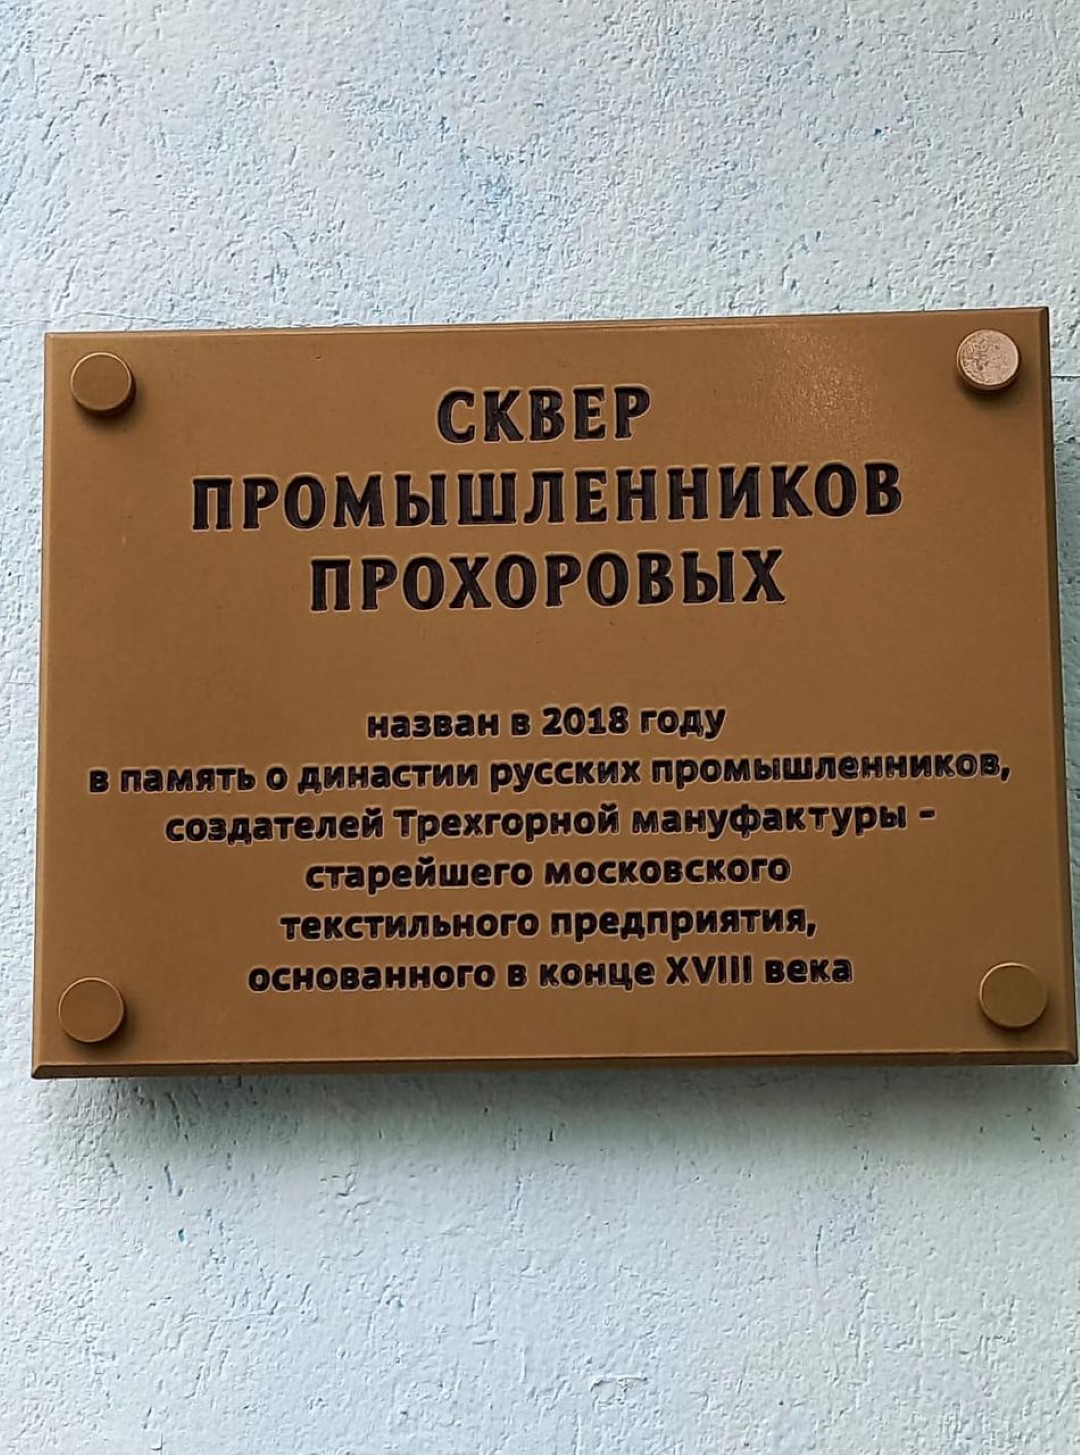 СКВЕР
ПРОМЫШЛЕННИКОВ
ПРОХОРОВЫХ
назван в 2018 году
в память о династии русских промышленников,
создателей Трехгорной мануфактуры -
старейшего московского
текстильного предприятия,
основанного в конце XVIII века